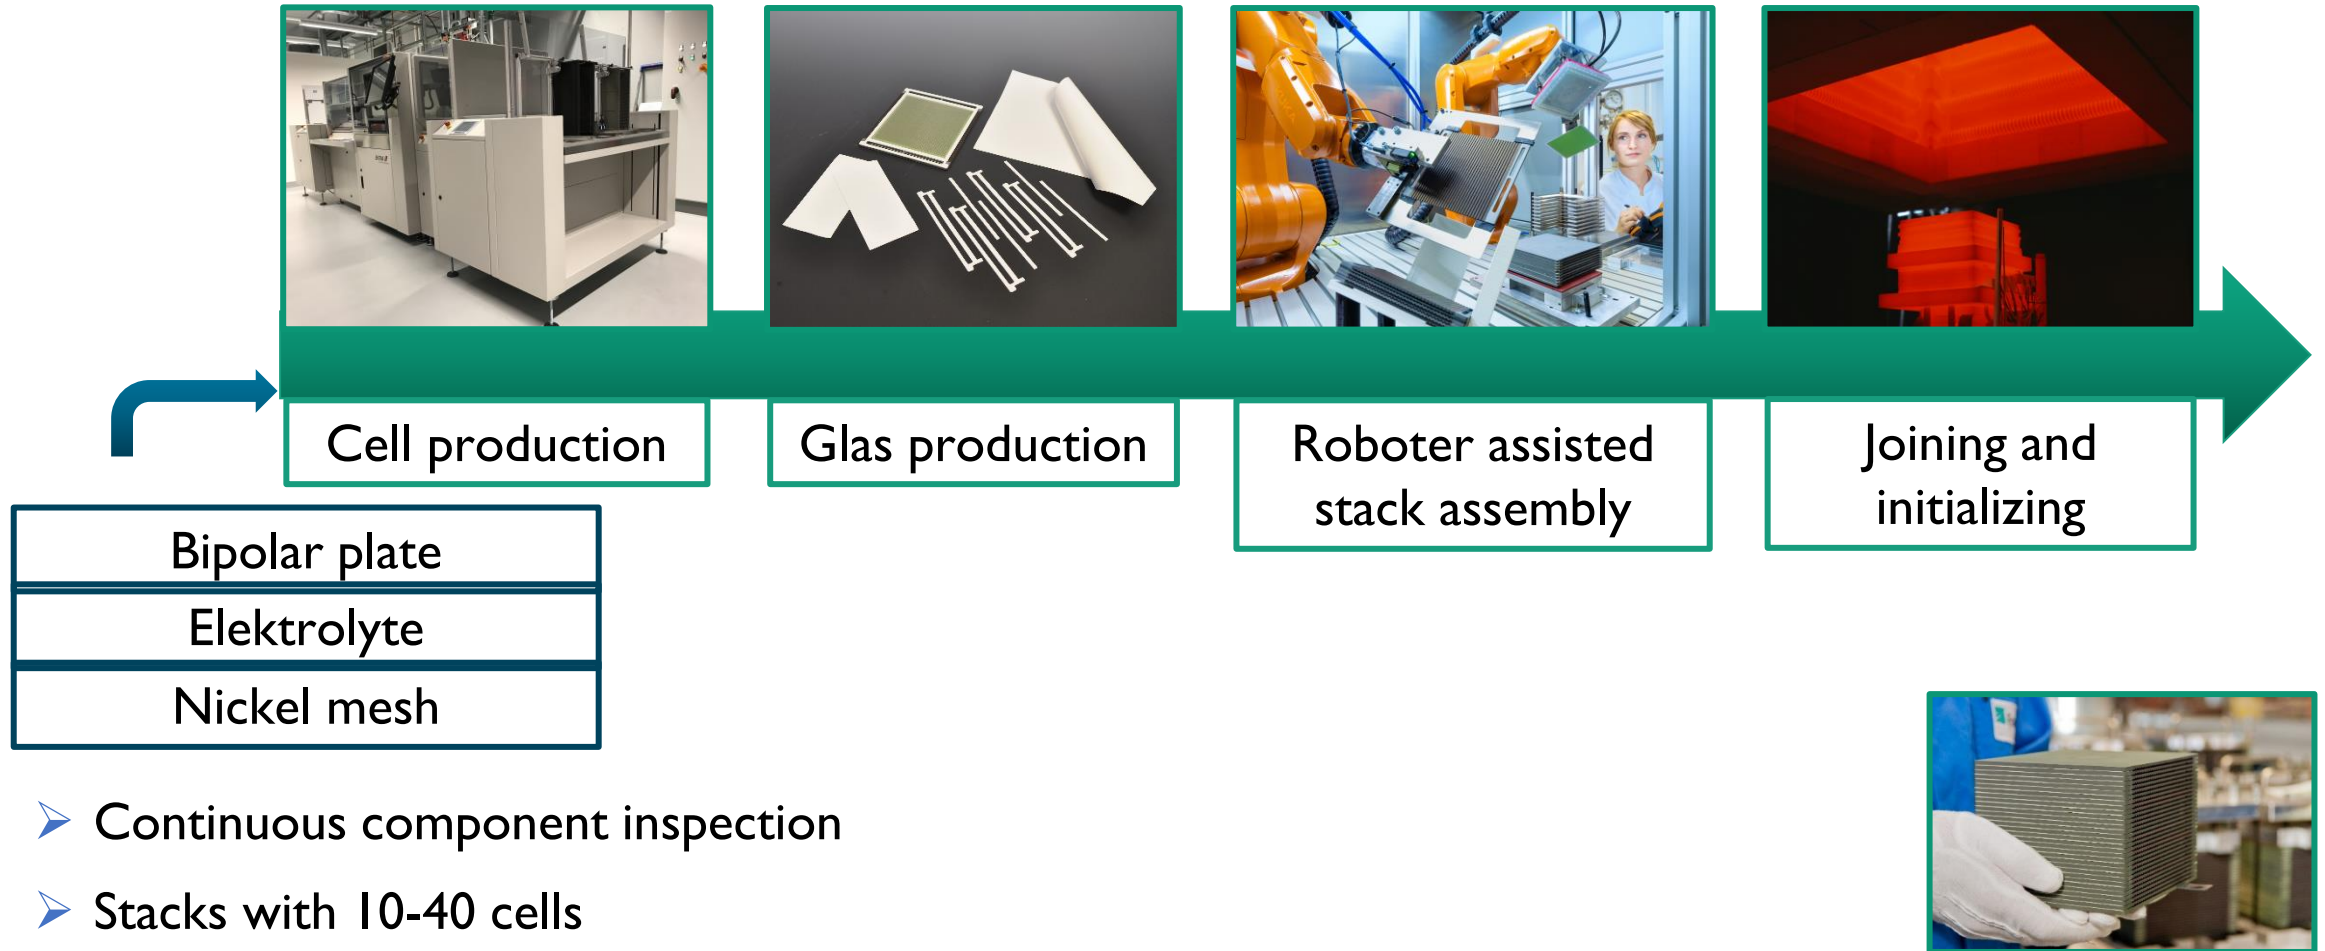 Cell production
Glas production
Roboter assisted
stack assembly
Joining and
initializing
Bipolar plate
Elektrolyte
Nickel mesh
Continuous component inspection
Stacks with 10-40 cells